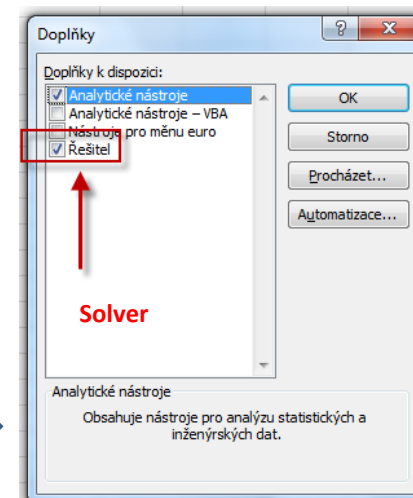 Doplňky
Doplňky k dispozici:
Analytické nástroje
Analytické nástroje – VBA
Nástroje pro měnu euro
Řešitel
OK
Storno
Procházet...
Automatizace...
Solver
Analytické nástroje
Obsahuje nástroje pro analýzu statistických a
inženýrských dat.